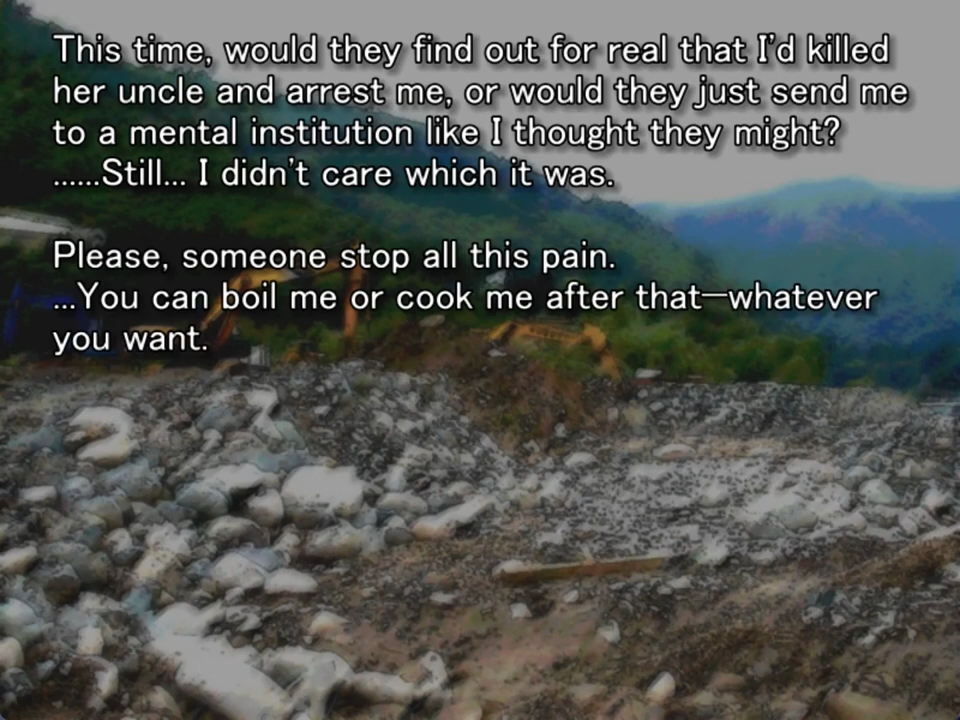 This time, would they find out for real that I'd killed
her uncle and arrest me, or would they just send me
to a mental institution like I thought they might?
......Still... I didn't care which it was.
Please, someone stop all this pain.
...You can boil me or cook me after that—whatever
you want.